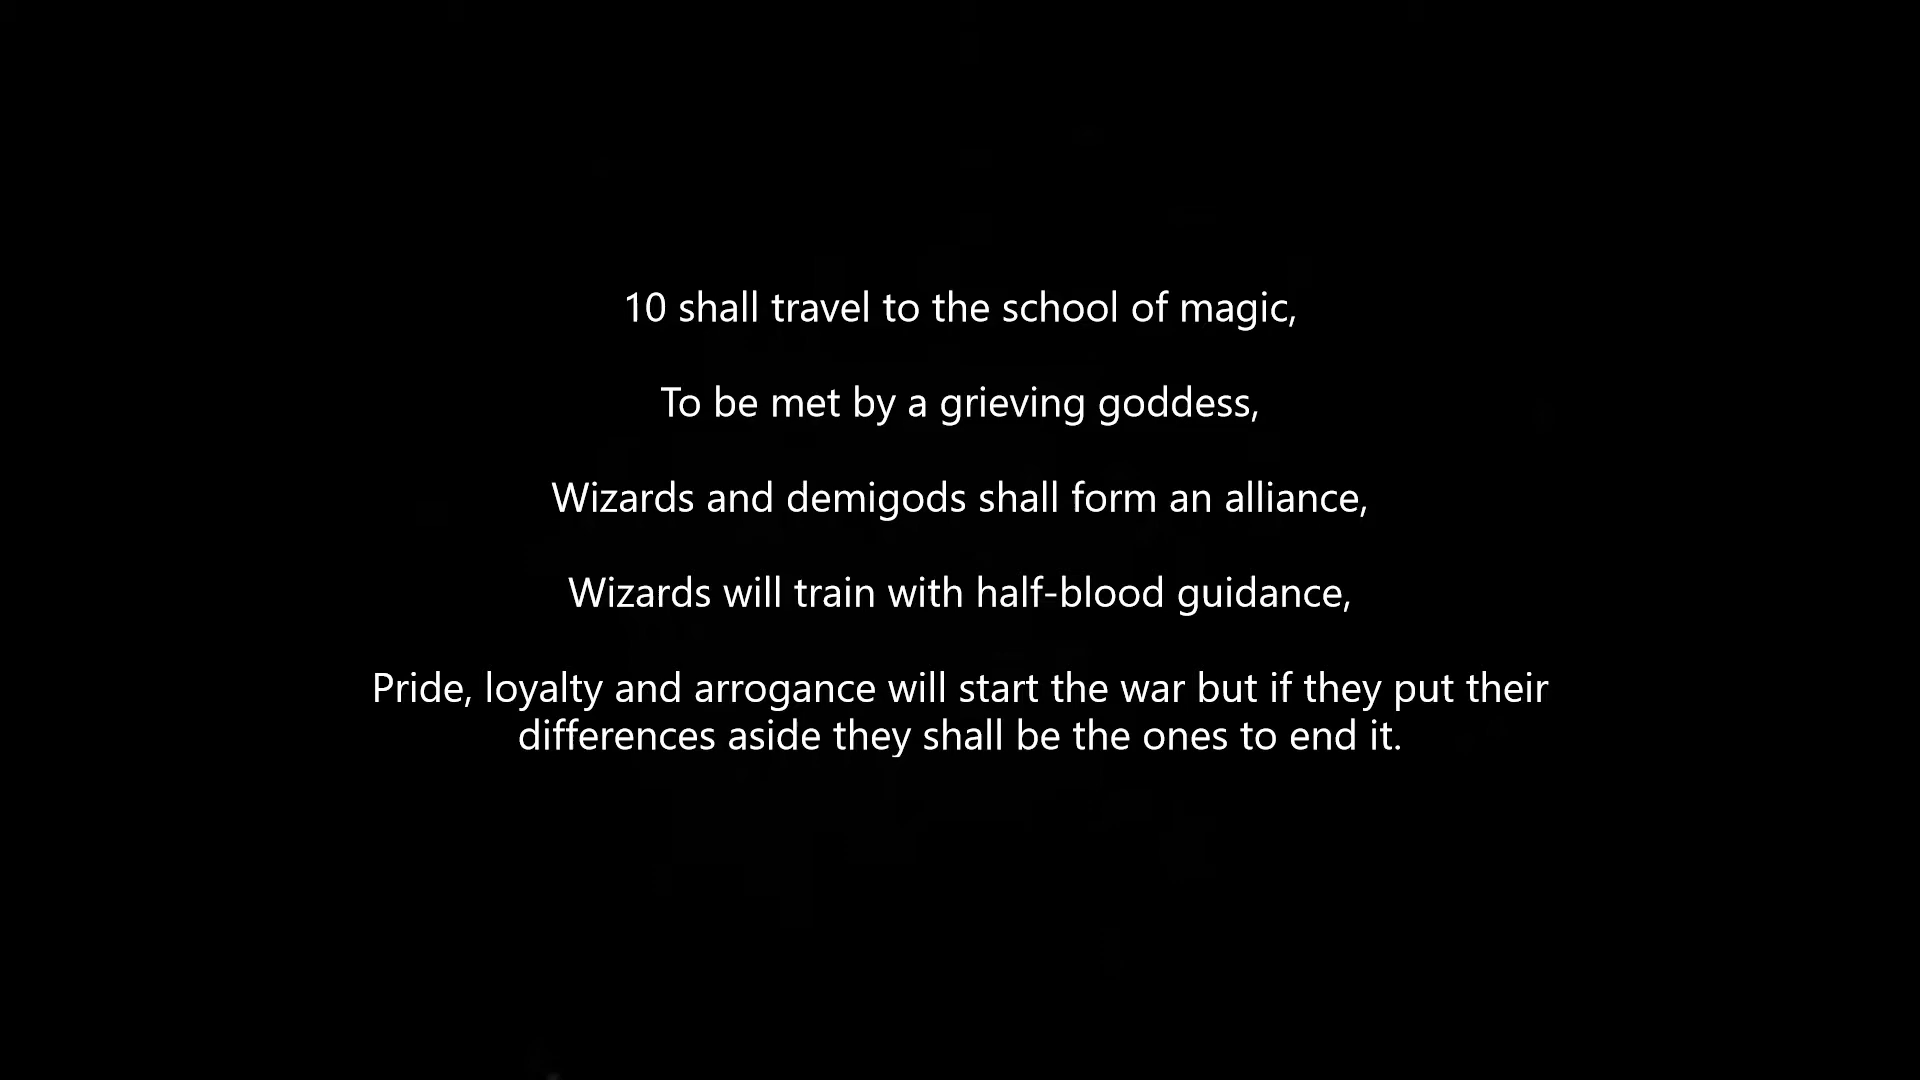 10 shall travel to the school of magic,
To be met by a grieving goddess,
Wizards and demigods shall form an alliance,
Wizards will train with half-blood guidance,
Pride, loyalty and arrogance will start the war but if they put their
differences aside they shall be the ones to end it.